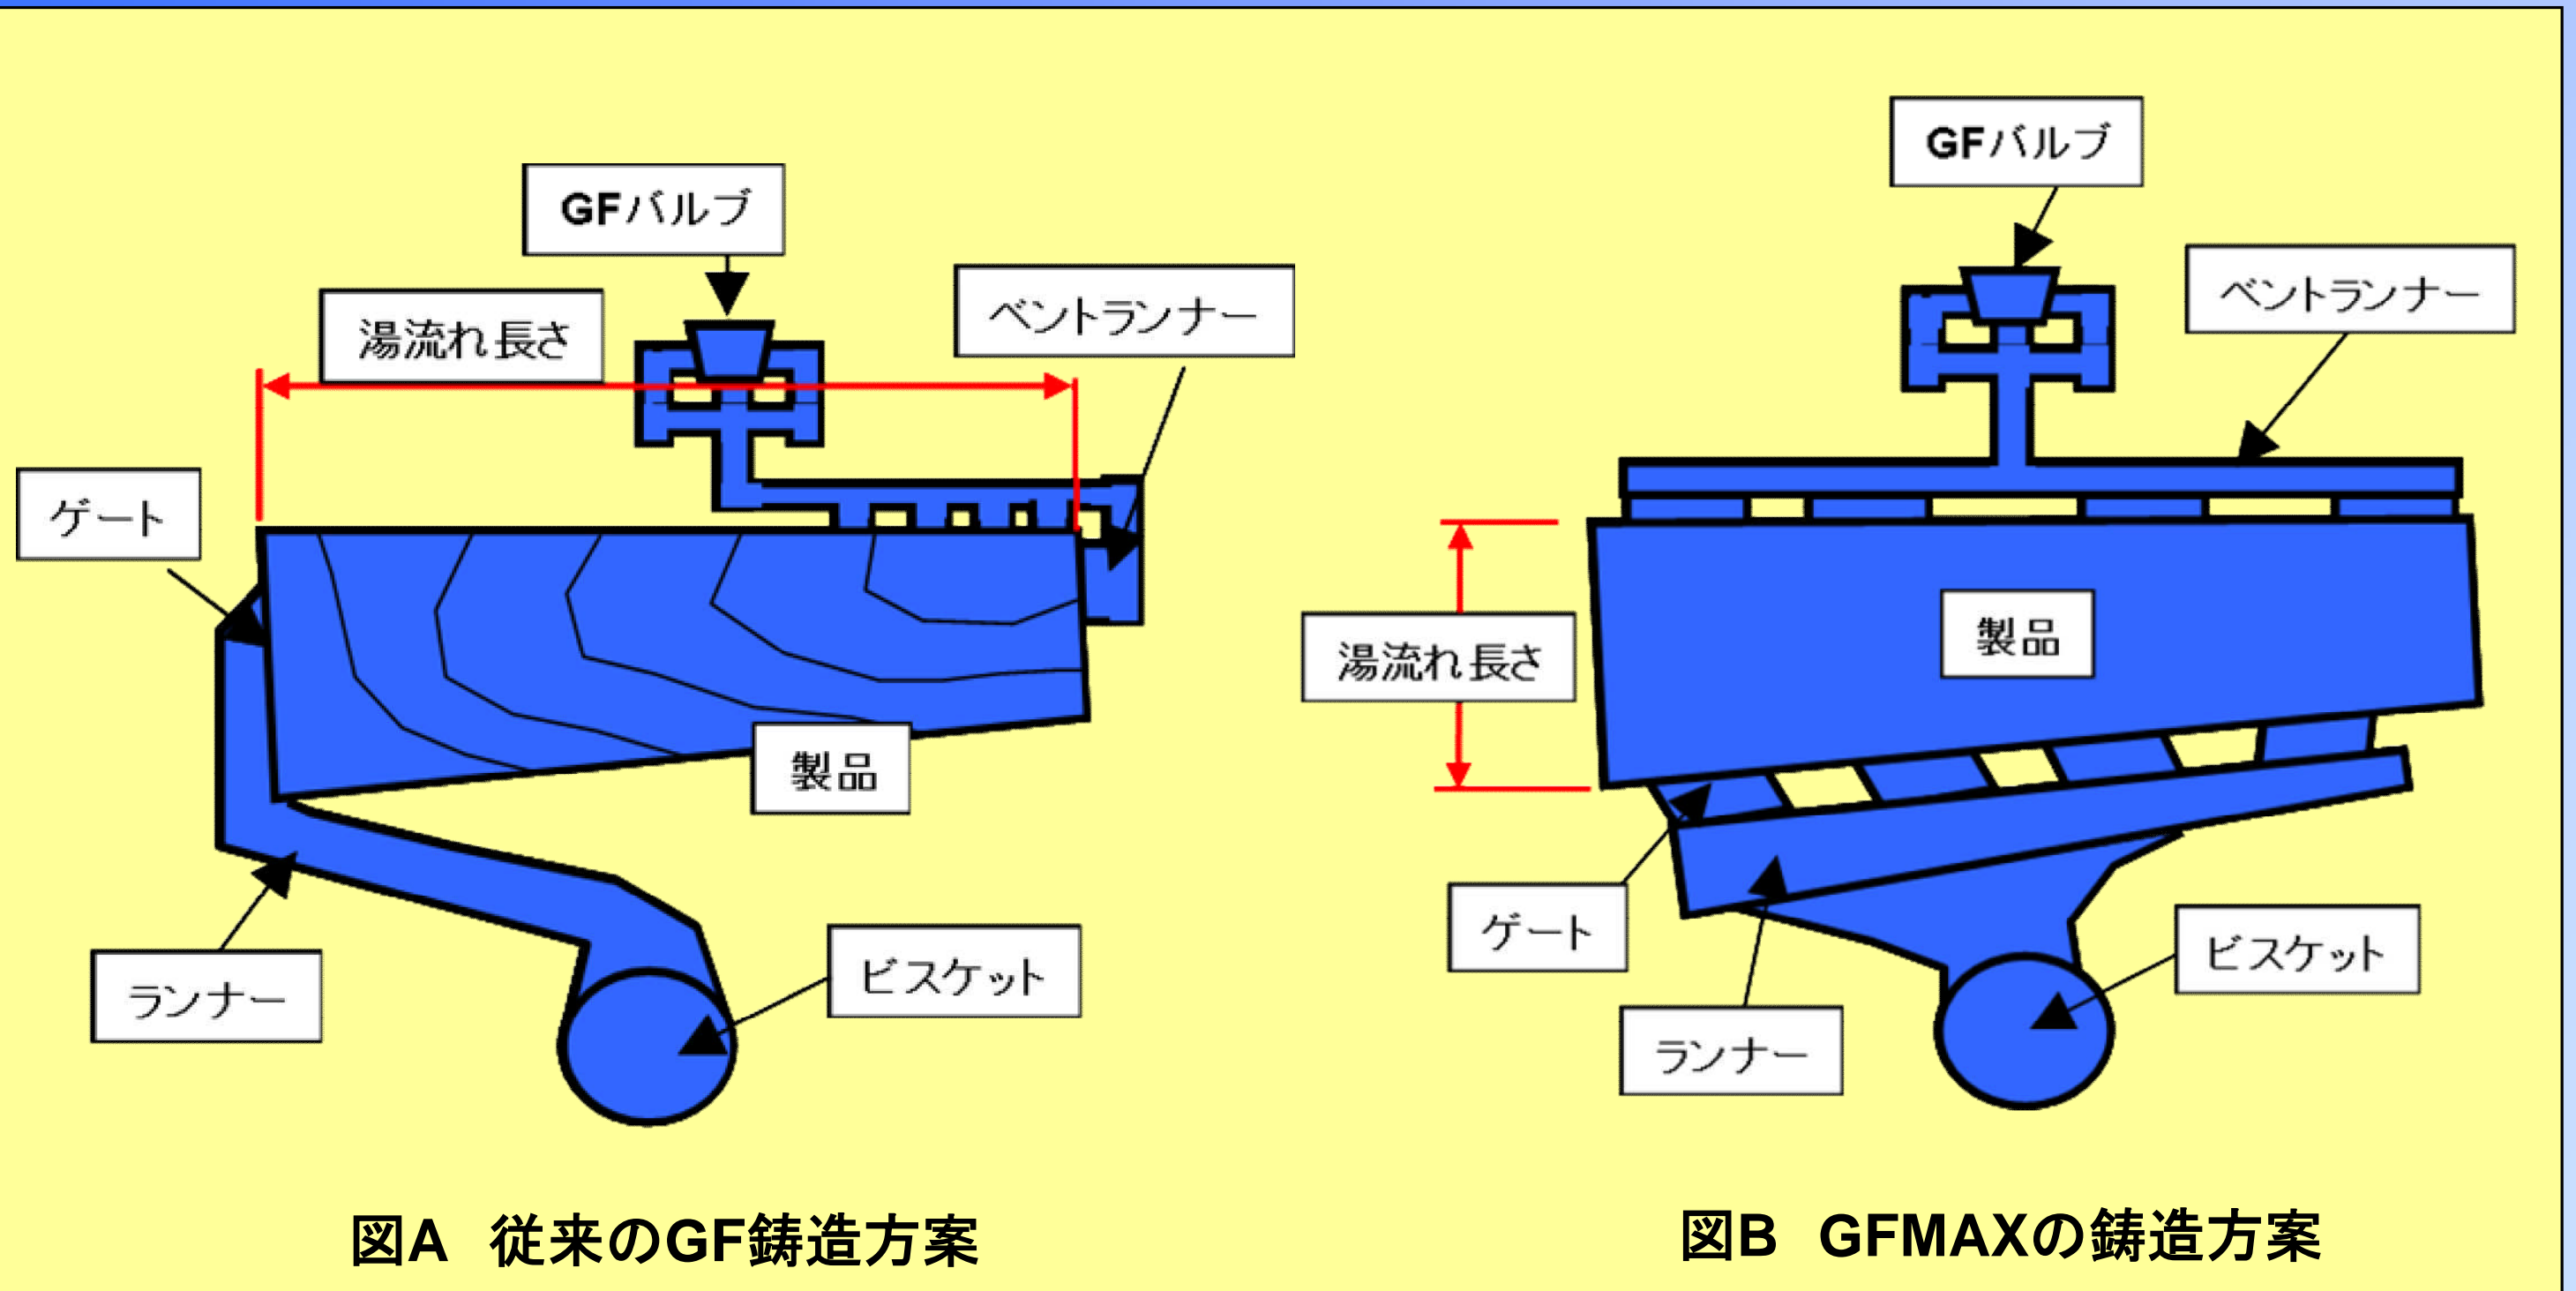 GFバルブ
湯流れ長さ
ベントランナー
ゲート
製品
ランナー
ビスケット
図A 従来のGF鋳造方案
GFバルブ
ベントランナー
製品
湯流れ長さ
ゲート
ビスケット
ランナー
図B GFMAXの鋳造方案